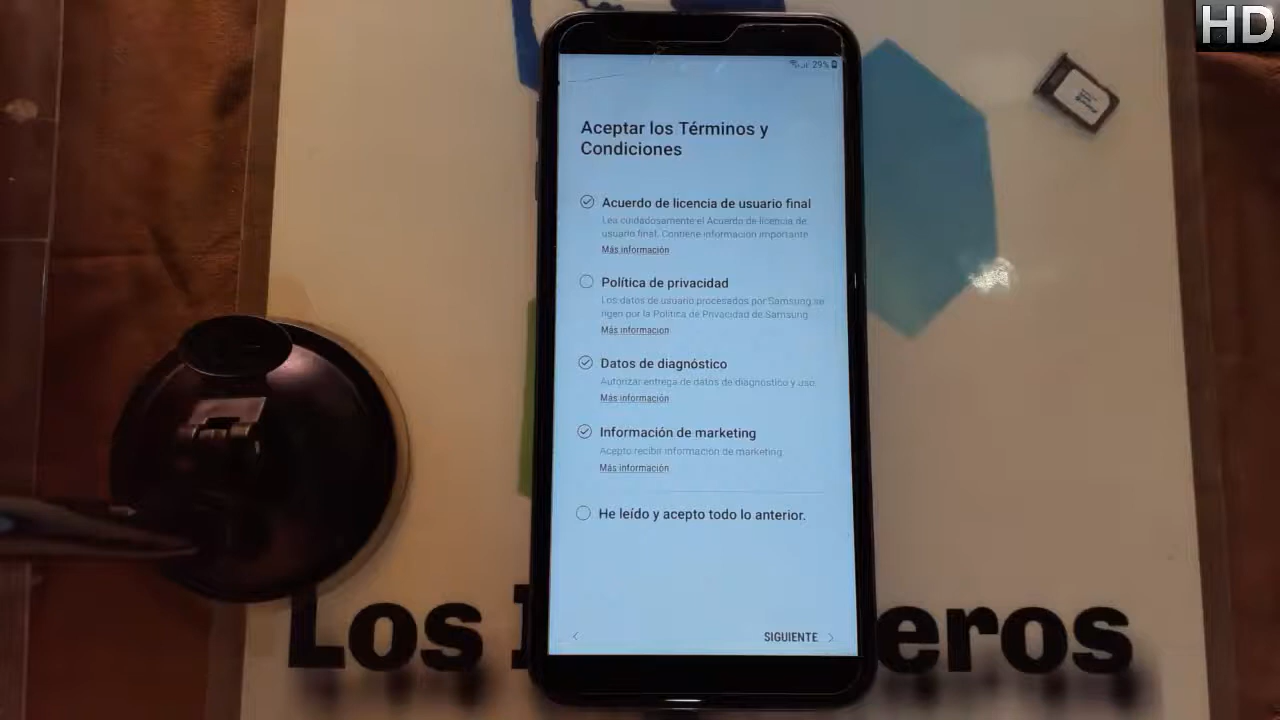 HD
29%
Aceptar los Términos y
Condiciones
Acuerdo de licencia de usuario final
Lea cuidadosamente el Acuerdo de licencia de
usuario final. Contiene información importante.
Más información
Política de privacidad
Los datos de usuario procesados por Samsung se
rigen por la Política de Privacidad de Samsung.
Más información
Datos de diagnóstico
Autorizar entrega de datos de diagnóstico y uso.
Más información
Información de marketing
Acepto recibir información de marketing.
Más información
He leído y acepto todo lo anterior.
SIGUIENTE
Los
eros